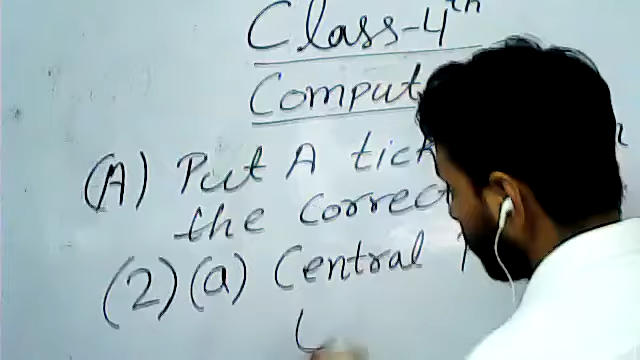 Class-4th
Comput
(A) Put A tick
the Correc
(2) (a) Central